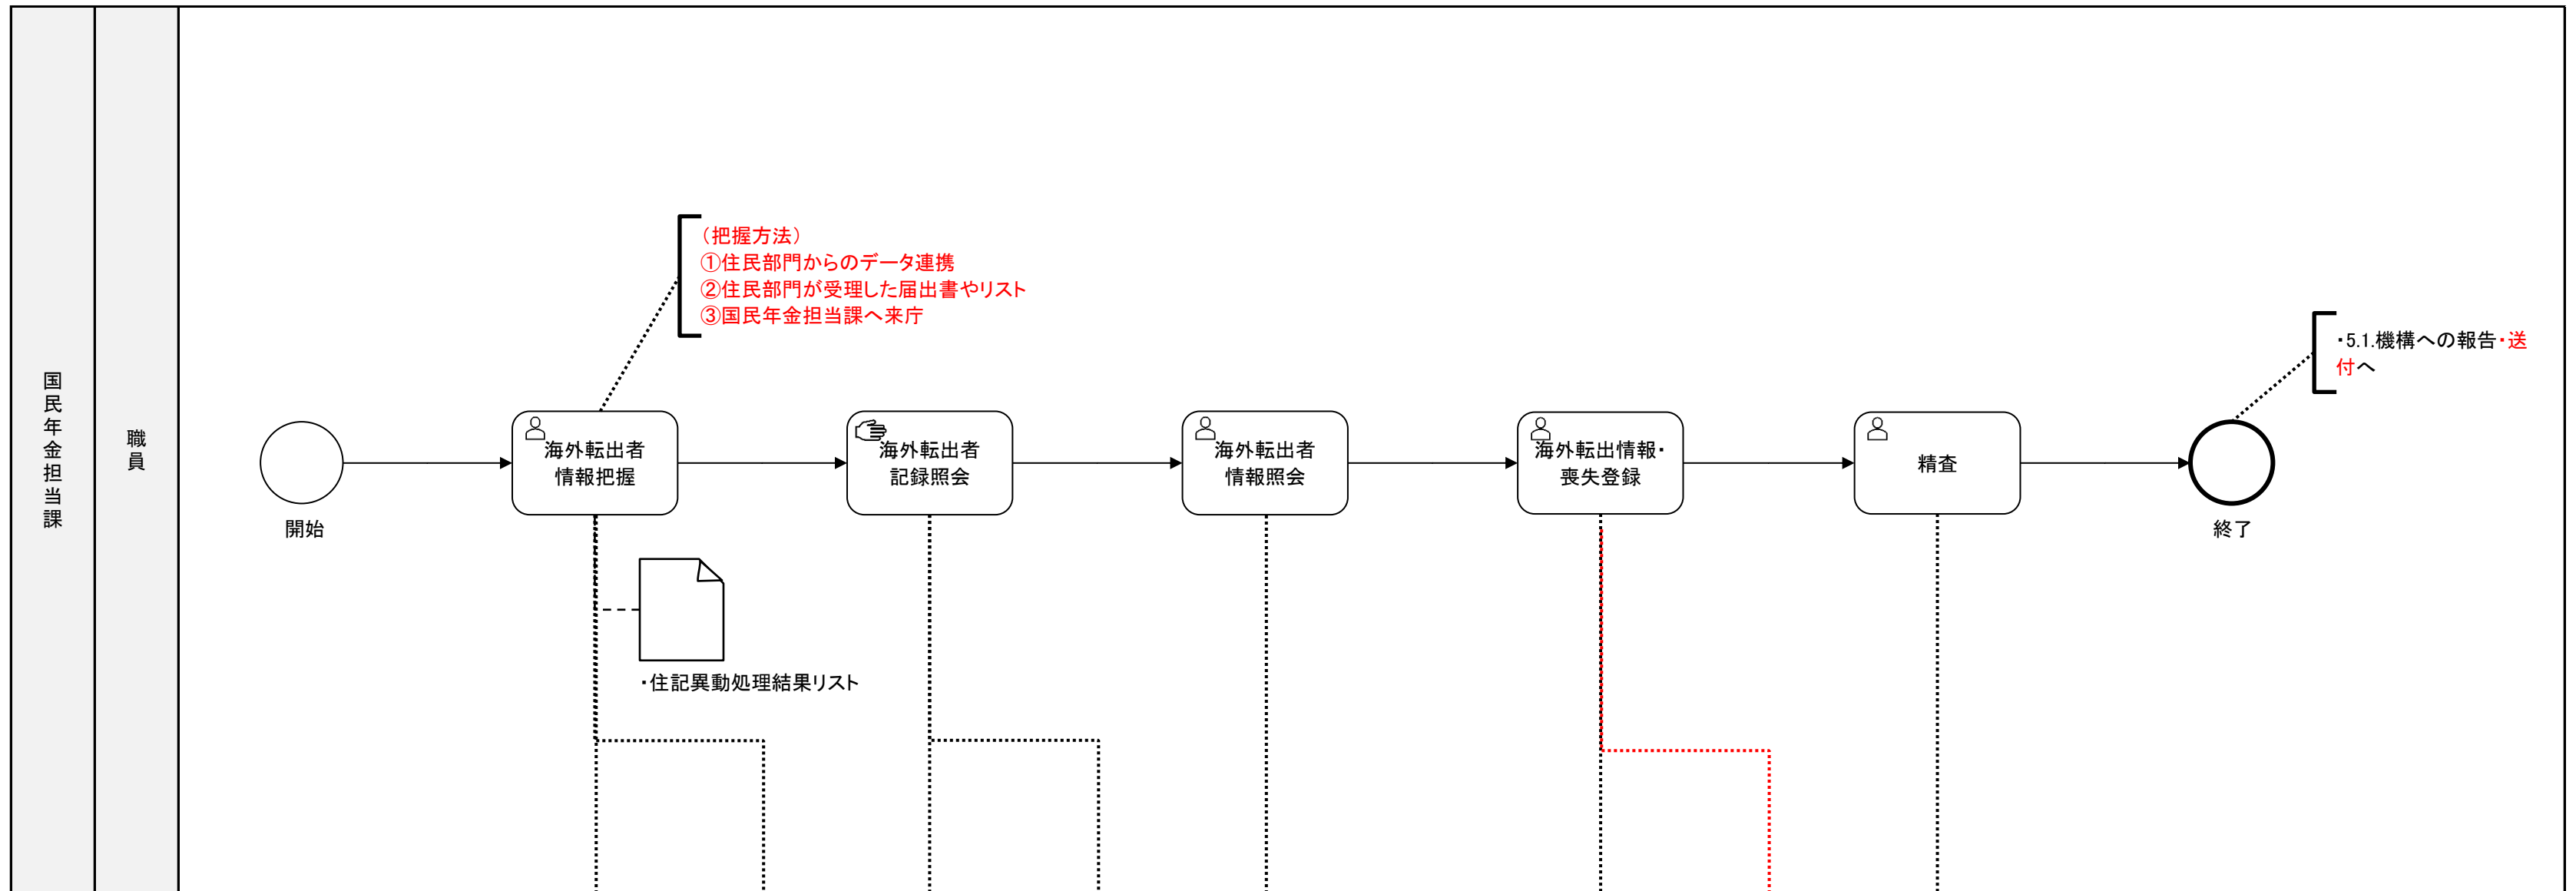 国民年金担当課
職員
（把握方法）
①住民部門からのデータ連携
②住民部門が受理した届出書やリスト
③国民年金担当課へ来庁
・5.1.機構への報告・送
付へ
開始
海外転出者
情報把握
海外転出者
記録照会
海外転出者
情報照会
海外転出情報・
喪失登録
精査
終了
・住記異動処理結果リスト